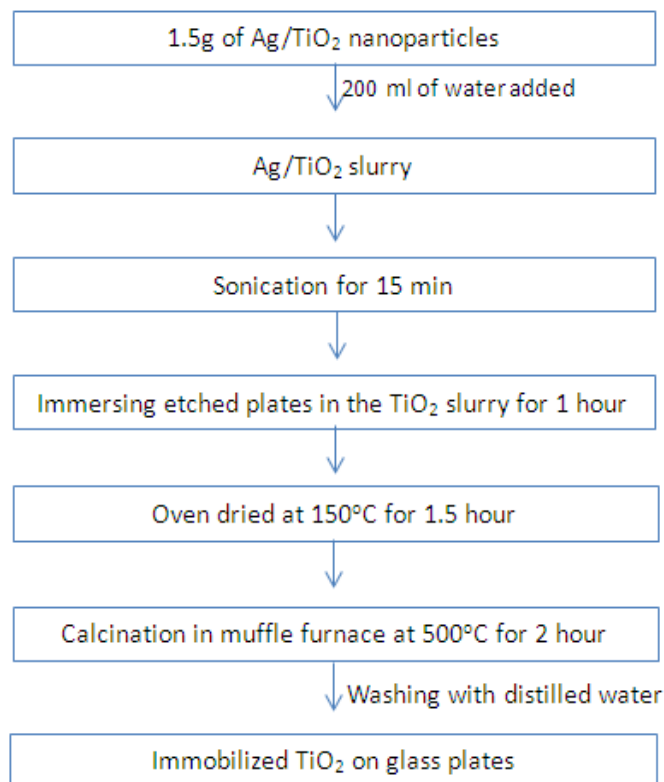 1.5g of Ag/TiO₂ nanoparticles
200 ml of water added
Ag/TiO₂ slurry
Sonication for 15 min
Immersing etched plates in the TiO₂ slurry for 1 hour
Oven dried at 150°C for 1.5 hour
Calcination in muffle furnace at 500°C for 2 hour
Washing with distilled water
Immobilized TiO₂ on glass plates